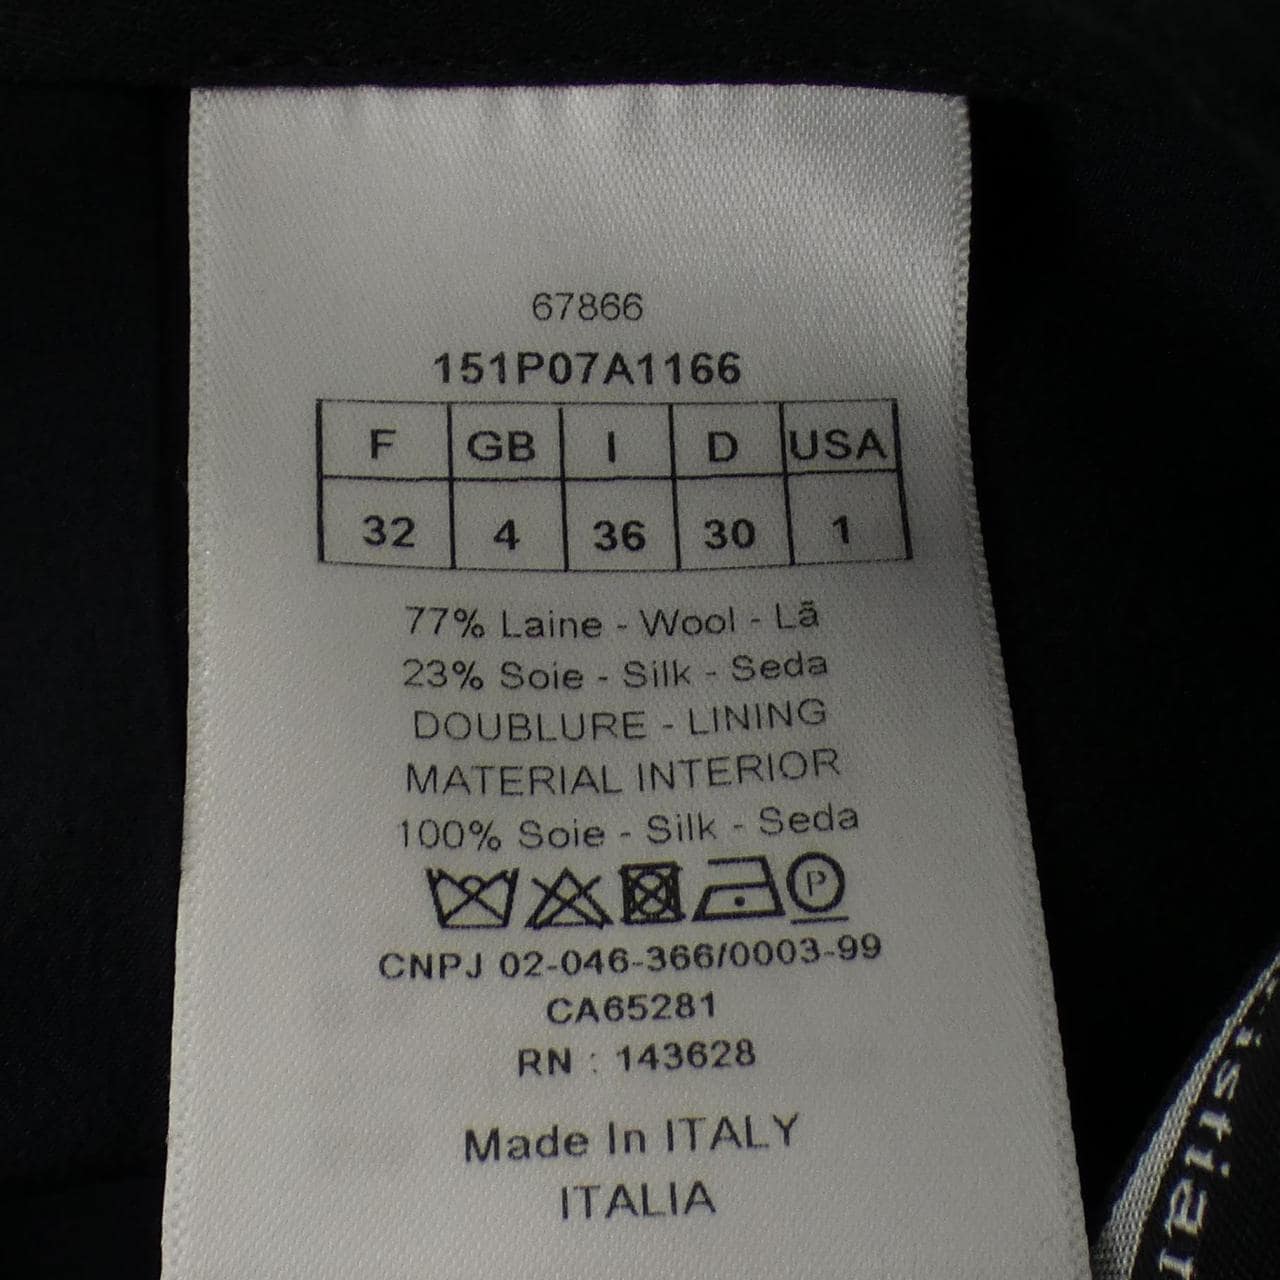 67866
151P07A1166
F GB I D USA
32 4 36 30 1
77% Laine - Wool - Lã
23% Soie - Silk - Seda
DOUBLURE - LINING
MATERIAL INTERIOR
100% Soie - Silk - Seda
P
CNPJ 02-046-366/0003-99
CA65281
RN : 143628
Made In ITALY
ITALIA